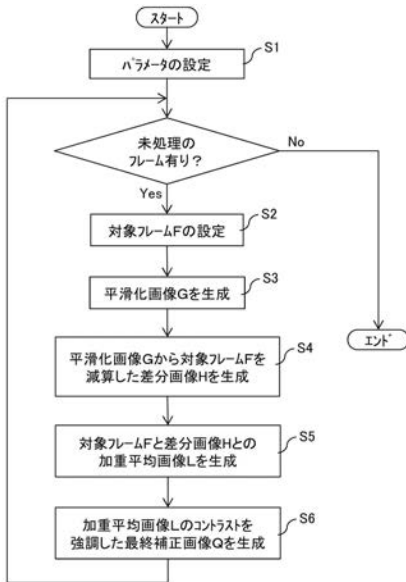 スタート
S1
パラメータの設定
未処理の
フレーム有り?
No
Yes
S2
対象フレームFの設定
S3
平滑化画像Gを生成
エンド
S4
平滑化画像Gから対象フレームFを
減算した差分画像Hを生成
S5
対象フレームFと差分画像Hとの
加重平均画像Lを生成
S6
加重平均画像Lのコントラストを
強調した最終補正画像Qを生成